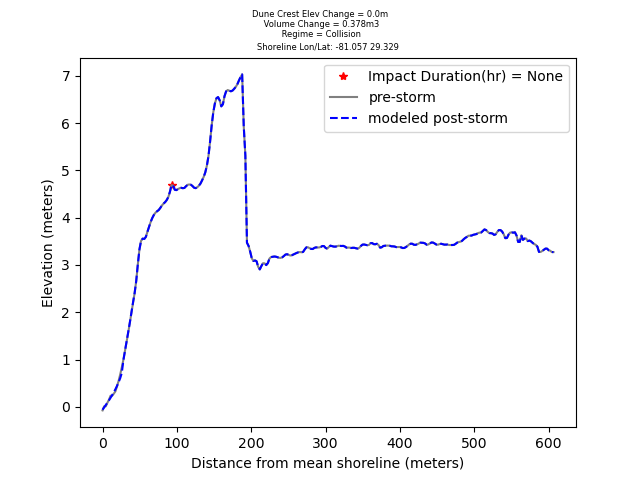 Dune Crest Elev Change = 0.0m
Volume Change = 0.378m3
Regime = Collision
Shoreline Lon/Lat: -81.057 29.329
Impact Duration(hr) = None
pre-storm
modeled post-storm
Elevation (meters)
7
6
5
4
3
2
1
0
0 100 200 300 400 500 600
Distance from mean shoreline (meters)